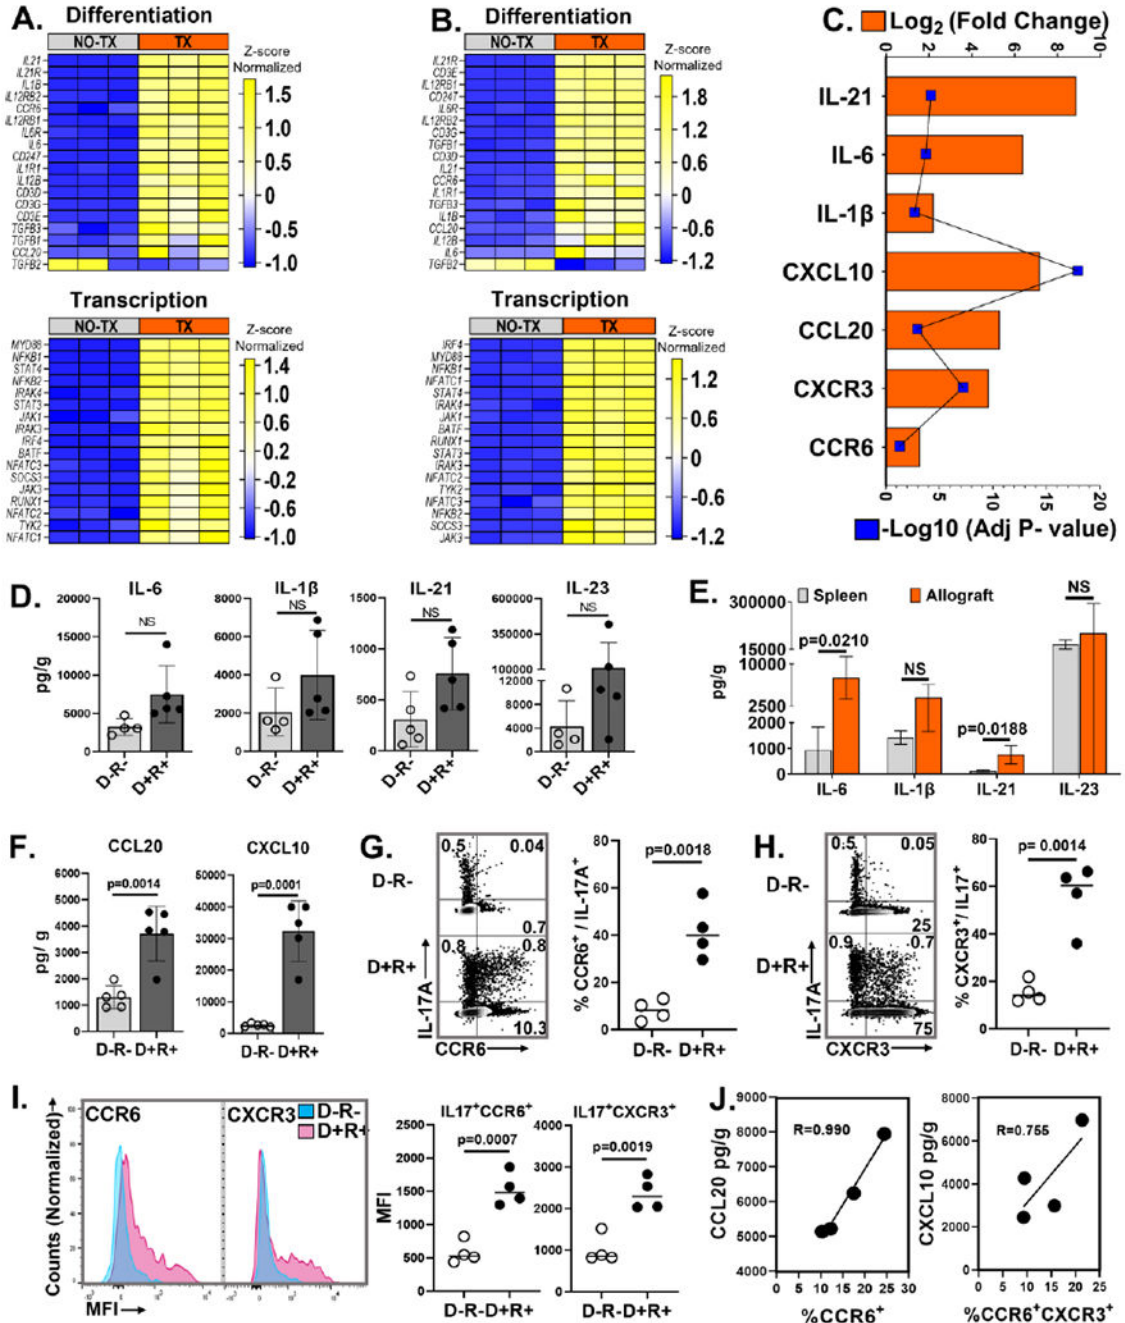 A.
Differentiation
NO-TX TX
Z-score
Normalized
IL21
IL21R
IL1B
IL12RB2
CCR6
IL12RB1
IL6R
IL6
CD247
IL1R1
IL12B
CD3D
CD3G
CD3E
TGFB3
TGFB1
CCL20
TGFB2
1.5
1.0
0.5
0
-0.5
-1.0
Transcription
NO-TX TX
Z-score
Normalized
MYD88
NFKB1
STAT4
NFKB2
IRAK4
STAT3
JAK1
IRAK3
IRF4
BATF
NFATC3
SOCS3
JAK3
RUNX1
NFATC2
TYK2
NFATC1
1.4
1.0
0.6
0.2
-0.2
-0.6
-1.0
B.
Differentiation
NO-TX TX
Z-score
Normalized
IL21R
CD3E
IL12RB1
CD247
IL6R
IL12RB2
CD3G
TGFB1
CD3D
IL21
CCR6
IL1R1
TGFB3
IL1B
CCL20
IL12B
IL6
TGFB2
1.8
1.2
0.6
0
-0.6
-1.2
Transcription
NO-TX TX
Z-score
Normalized
IRF4
MYD88
NFKB1
NFATC1
STAT4
IRAK4
JAK1
BATF
RUNX1
STAT3
IRAK3
NFATC2
TYK2
NFATC3
NFKB2
SOCS3
JAK3
1.2
0.6
0
-0.6
-1.2
C.
Log2 (Fold Change)
0 2 4 6 8 10
IL-21
IL-6
IL-1β
CXCL10
CCL20
CXCR3
CCR6
0 5 10 15 20
-Log10 (Adj P- value)
D.
IL-6
pg/g
20000
15000
10000
5000
0
NS
D-R-
D+R+
IL-1β
8000
6000
4000
2000
0
NS
D-R-
D+R+
IL-21
1500
1000
500
0
NS
D-R-
D+R+
IL-23
600000
350000
100000
12000
8000
4000
0
NS
D-R-
D+R+
E.
Spleen Allograft
pg/g
300000
15000
10000
2500
2000
1000
0
p=0.0210
NS
p=0.0188
NS
IL-6 IL-1β IL-21 IL-23
F.
CCL20
pg/ g
6000
5000
4000
3000
2000
1000
0
p=0.0014
D-R- D+R+
CXCL10
50000
40000
30000
20000
10000
0
p=0.0001
D-R- D+R+
G.
D-R-
0.5 0.04
0.7
D+R+
0.8 0.8
10.3
IL-17A
CCR6
% CCR6+ / IL-17A+
80
60
40
20
0
p=0.0018
D-R- D+R+
H.
D-R-
0.5 0.05
25
D+R+
0.9 0.7
75
IL-17A
CXCR3
% CXCR3+/ IL17+
80
60
40
20
0
p= 0.0014
D-R- D+R+
I.
Counts (Normalized)
CCR6
CXCR3
D-R-
D+R+
MFI
IL17+CCR6+
MFI
2500
2000
1500
1000
500
0
p=0.0007
D-R- D+R+
IL17+CXCR3+
4000
3000
2000
1000
0
p=0.0019
D-R- D+R+
J.
CCL20 pg/g
9000
8000
7000
6000
5000
4000
R=0.990
0 5 10 15 20 25 30
%CCR6+
CXCL10 pg/g
8000
6000
4000
2000
0
R=0.755
0 5 10 15 20 25
%CCR6+CXCR3+